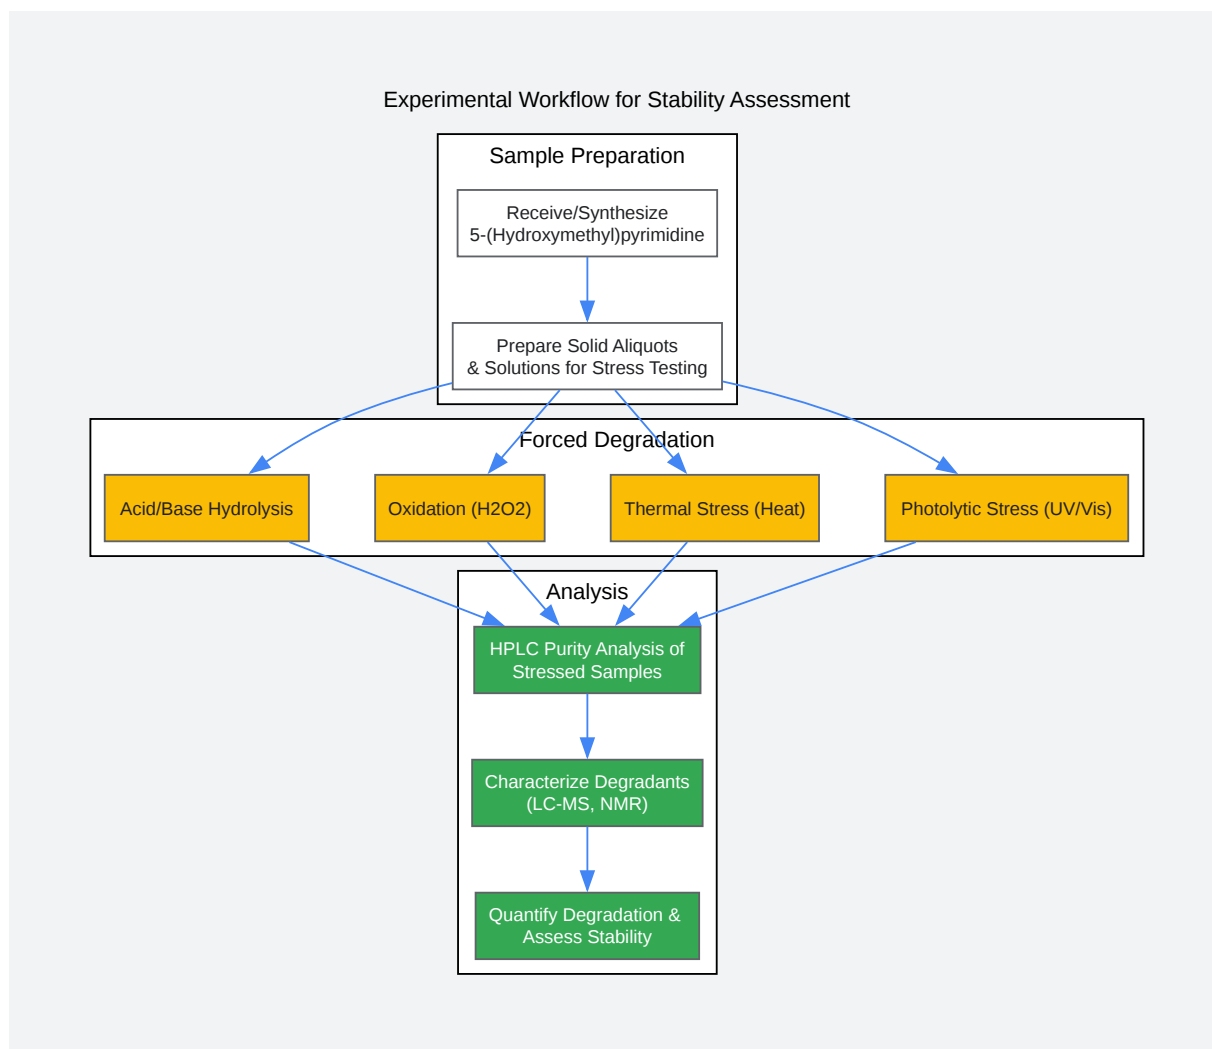 Experimental Workflow for Stability Assessment
Sample Preparation
Receive/Synthesize
5-(Hydroxymethyl)pyrimidine
Prepare Solid Aliquots
& Solutions for Stress Testing
Forced Degradation
Acid/Base Hydrolysis
Oxidation (H2O2)
Thermal Stress (Heat)
Photolytic Stress (UV/Vis)
Analysis
HPLC Purity Analysis of
Stressed Samples
Characterize Degradants
(LC-MS, NMR)
Quantify Degradation &
Assess Stability